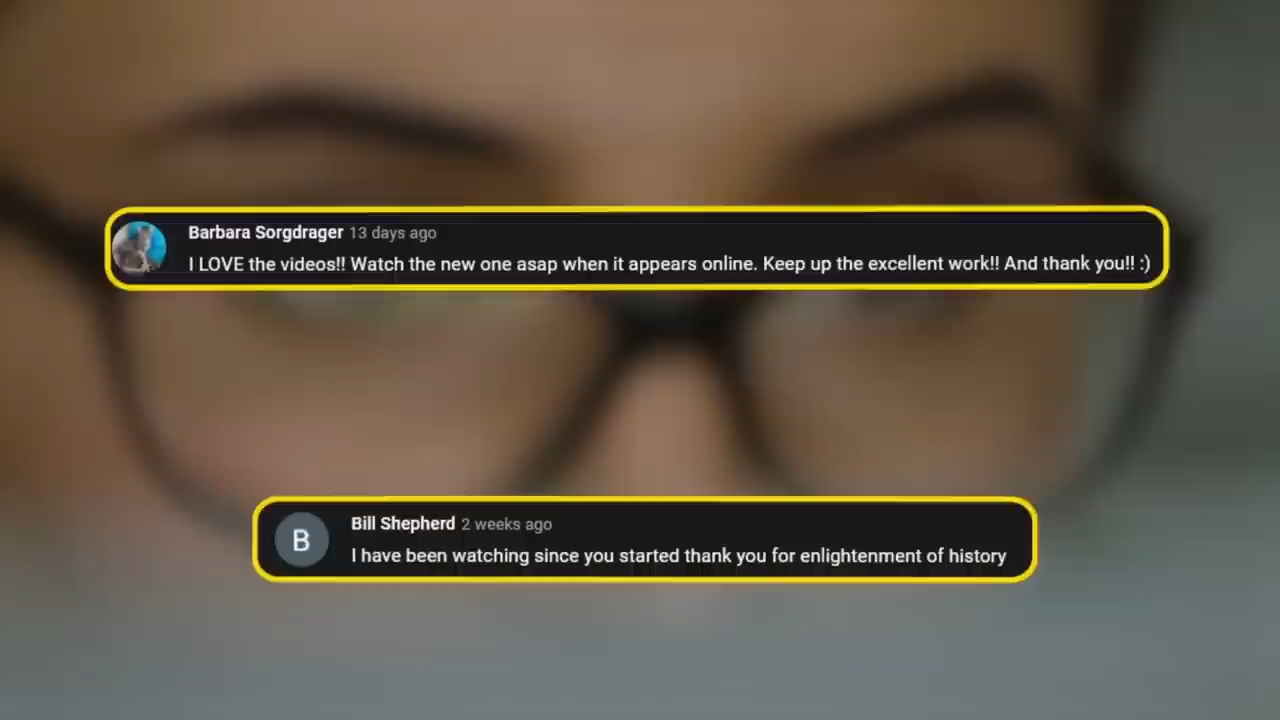 Barbara Sorgdrager 13 days ago
I LOVE the videos!! Watch the new one asap when it appears online. Keep up the excellent work!! And thank you!! :)
B
Bill Shepherd 2 weeks ago
I have been watching since you started thank you for enlightenment of history